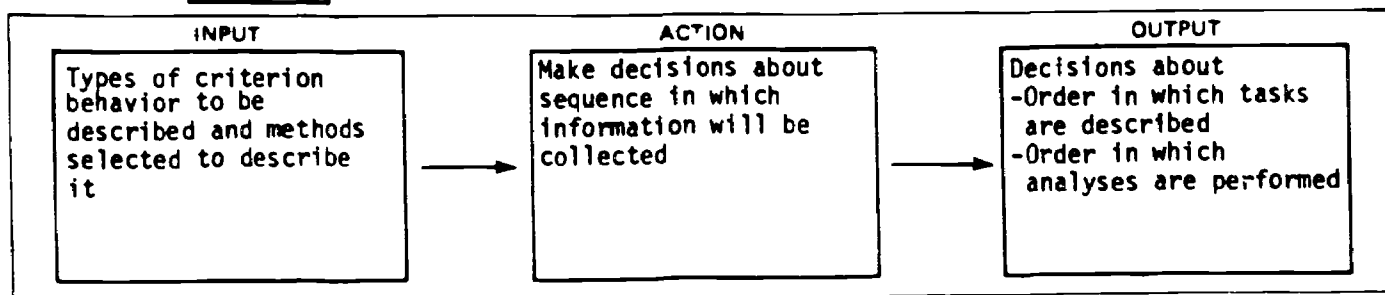 INPUT
Types of criterion
behavior to be
described and methods
selected to describe
it
ACTION
Make decisions about
sequence in which
information will be
collected
OUTPUT
Decisions about
-Order in which tasks
are described
-Order in which
analyses are performed